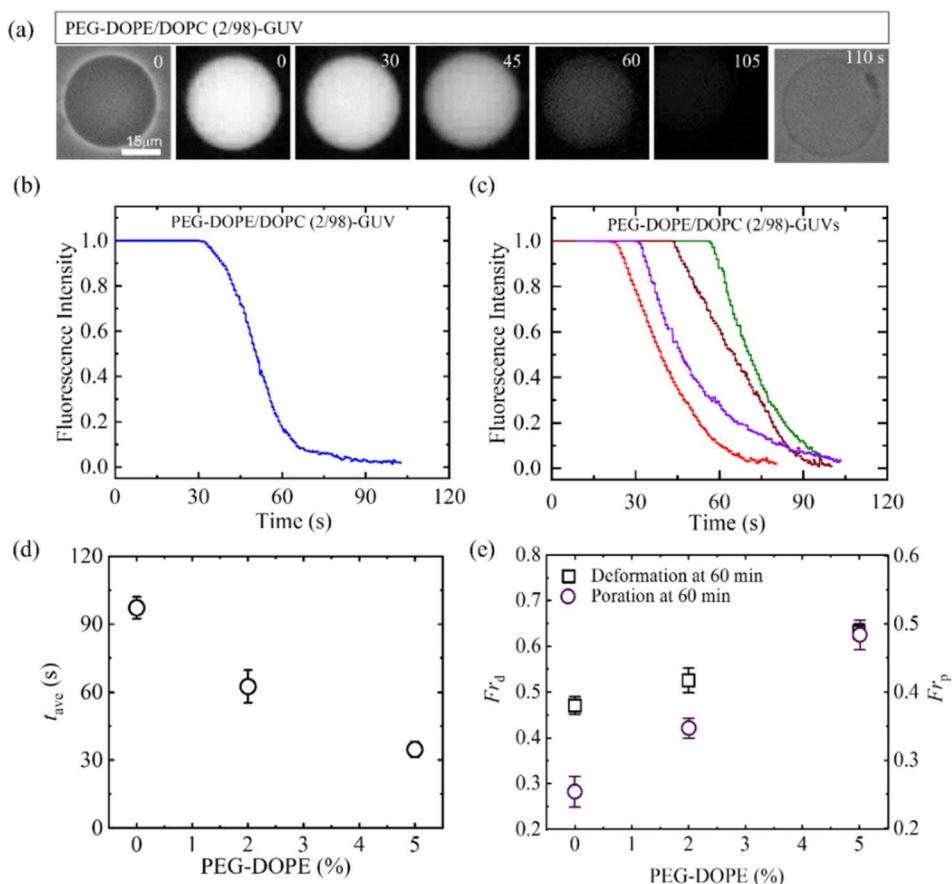 (a)
PEG-DOPE/DOPC (2/98)-GUV
0
0
30
45
60
105
110 s
15μm
(b)
PEG-DOPE/DOPC (2/98)-GUV
1.0
0.8
0.6
0.4
0.2
0.0
Fluorescence Intensity
0 30 60 90 120
Time (s)
(c)
PEG-DOPE/DOPC (2/98)-GUVs
1.0
0.8
0.6
0.4
0.2
0.0
Fluorescence Intensity
0 30 60 90 120
Time (s)
(d)
120
90
60
30
0
t_ave (s)
0 1 2 3 4 5
PEG-DOPE (%)
(e)
Deformation at 60 min
Poration at 60 min
0.8
0.7
0.6
0.5
0.4
0.3
0.2
Fr_d
0.6
0.5
0.4
0.3
0.2
Fr_p
0 1 2 3 4 5
PEG-DOPE (%)